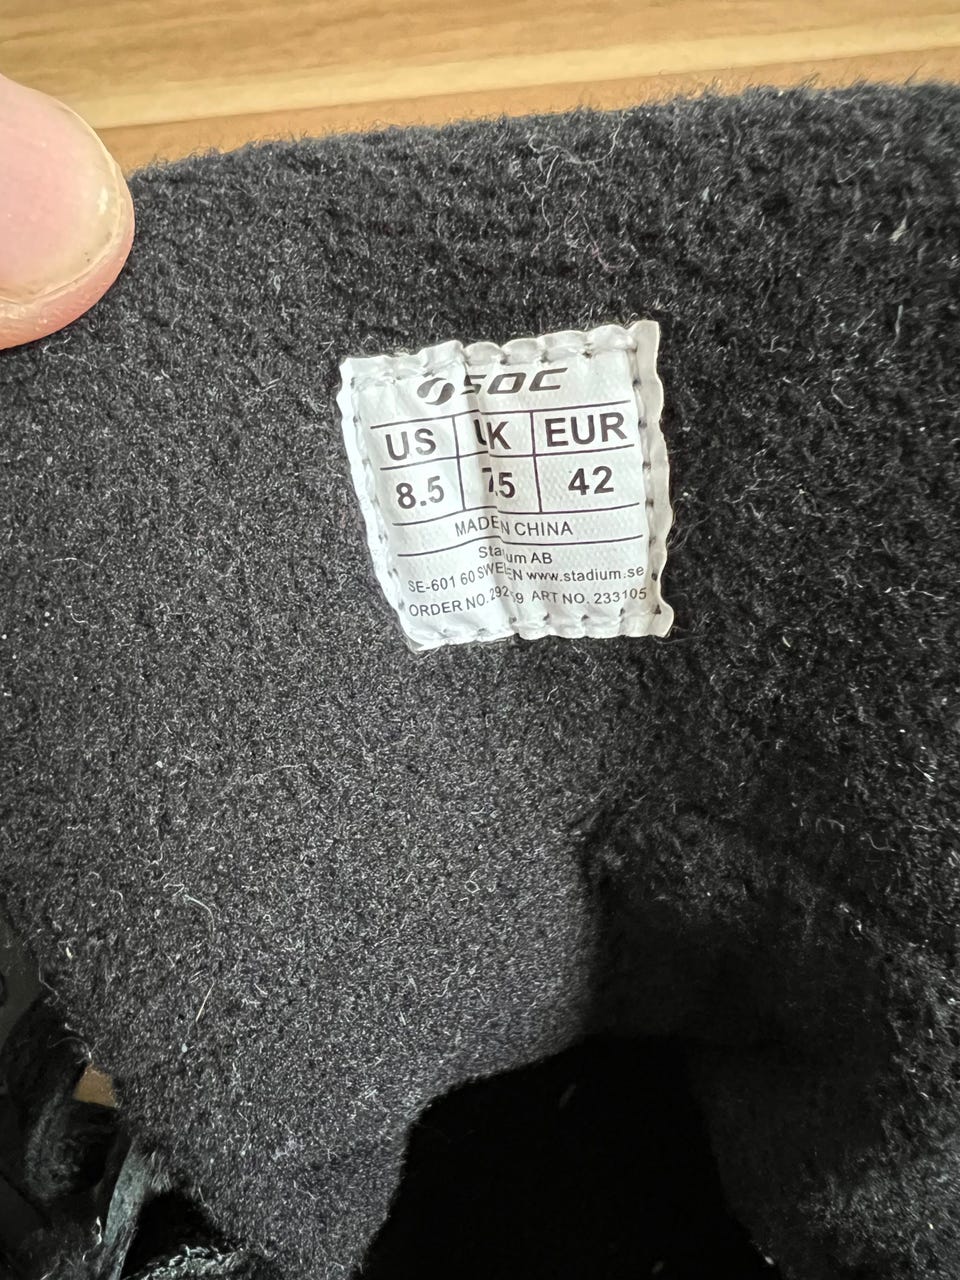 SOC
US UK EUR
8.5 7.5 42
MADE IN CHINA
Stadium AB
SE-601 60 SWEDEN www.stadium.se
ORDER NO. ART NO. 233105